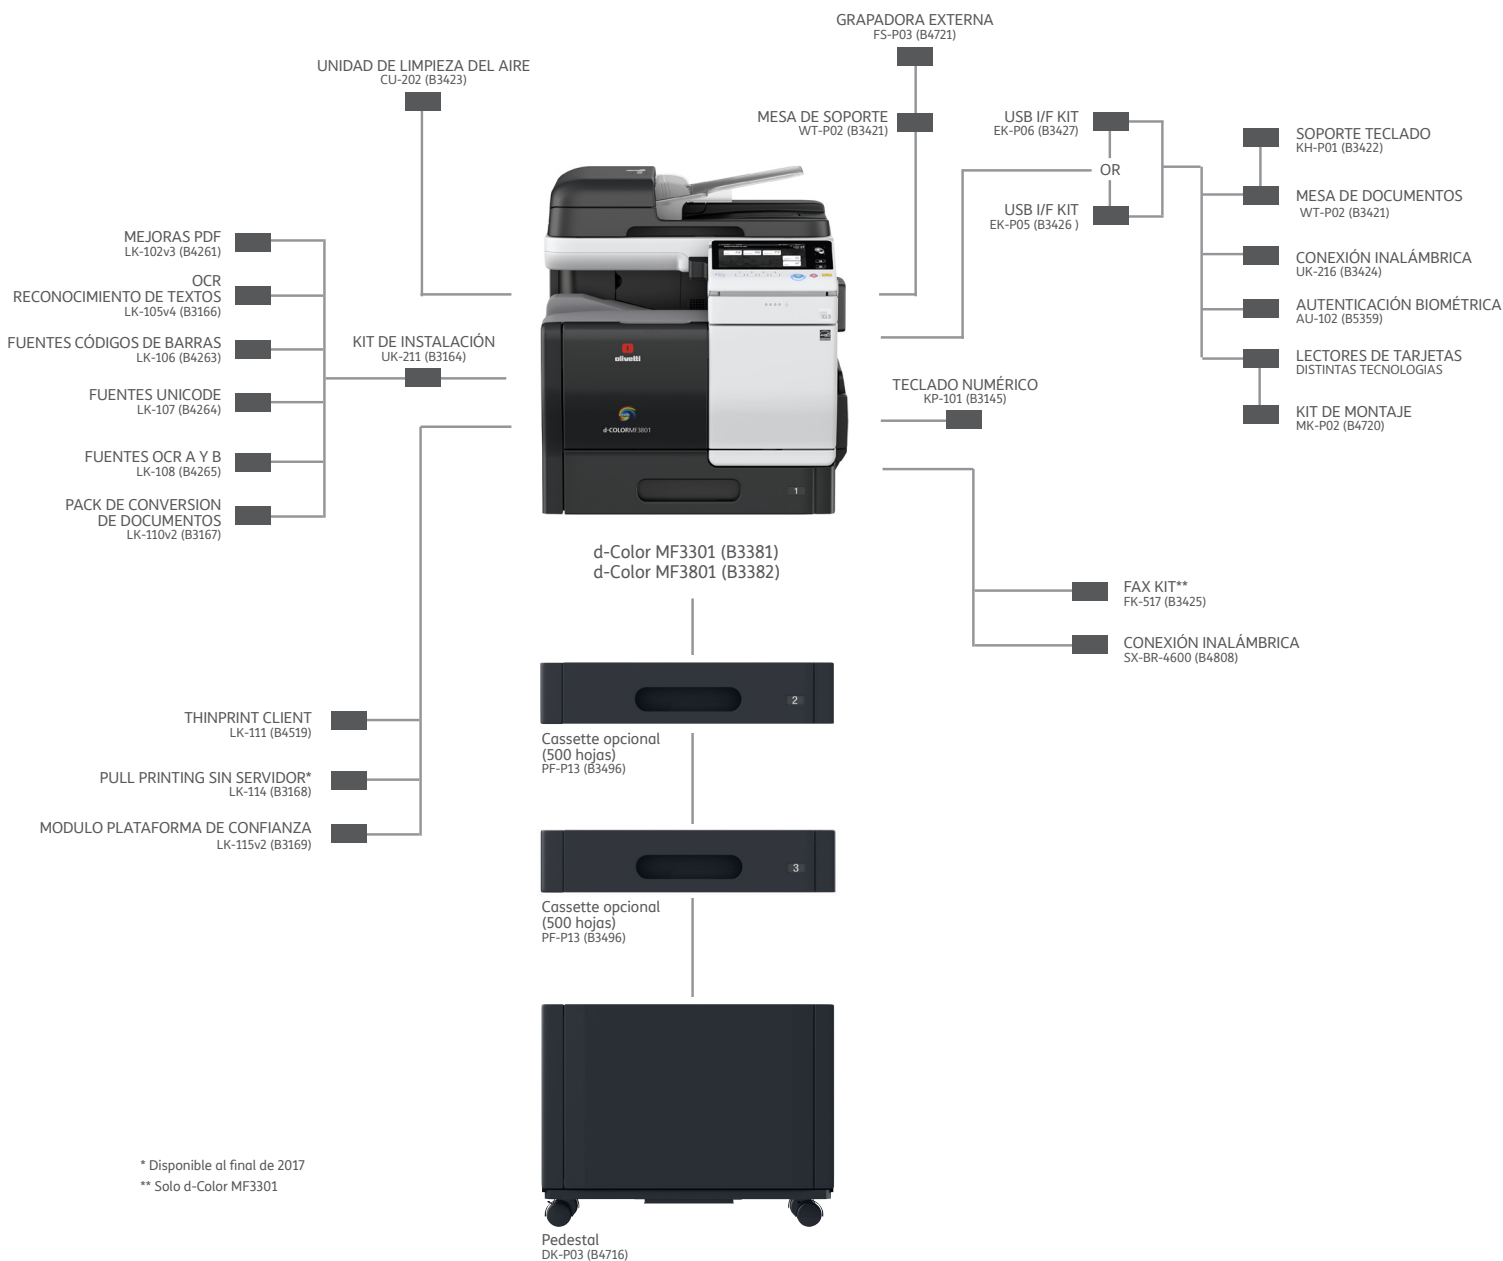 GRAPADORA EXTERNA
FS-P03 (B4721)
UNIDAD DE LIMPIEZA DEL AIRE
CU-202 (B3423)
MESA DE SOPORTE
WT-P02 (B3421)
USB I/F KIT
EK-P06 (B3427)
OR
USB I/F KIT
EK-P05 (B3426 )
SOPORTE TECLADO
KH-P01 (B3422)
MESA DE DOCUMENTOS
WT-P02 (B3421)
CONEXIÓN INALÁMBRICA
UK-216 (B3424)
AUTENTICACIÓN BIOMÉTRICA
AU-102 (B5359)
LECTORES DE TARJETAS
DISTINTAS TECNOLOGIAS
KIT DE MONTAJE
MK-P02 (B4720)
MEJORAS PDF
LK-102v3 (B4261)
OCR
RECONOCIMIENTO DE TEXTOS
LK-105v4 (B3166)
FUENTES CÓDIGOS DE BARRAS
LK-106 (B4263)
FUENTES UNICODE
LK-107 (B4264)
FUENTES OCR A Y B
LK-108 (B4265)
PACK DE CONVERSION
DE DOCUMENTOS
LK-110v2 (B3167)
KIT DE INSTALACIÓN
UK-211 (B3164)
TECLADO NUMÉRICO
KP-101 (B3145)
olivetti
d-COLORMF3801
1
d-Color MF3301 (B3381)
d-Color MF3801 (B3382)
FAX KIT**
FK-517 (B3425)
CONEXIÓN INALÁMBRICA
SX-BR-4600 (B4808)
THINPRINT CLIENT
LK-111 (B4519)
PULL PRINTING SIN SERVIDOR*
LK-114 (B3168)
MODULO PLATAFORMA DE CONFIANZA
LK-115v2 (B3169)
2
Cassette opcional
(500 hojas)
PF-P13 (B3496)
3
Cassette opcional
(500 hojas)
PF-P13 (B3496)
* Disponible al final de 2017
** Solo d-Color MF3301
Pedestal
DK-P03 (B4716)